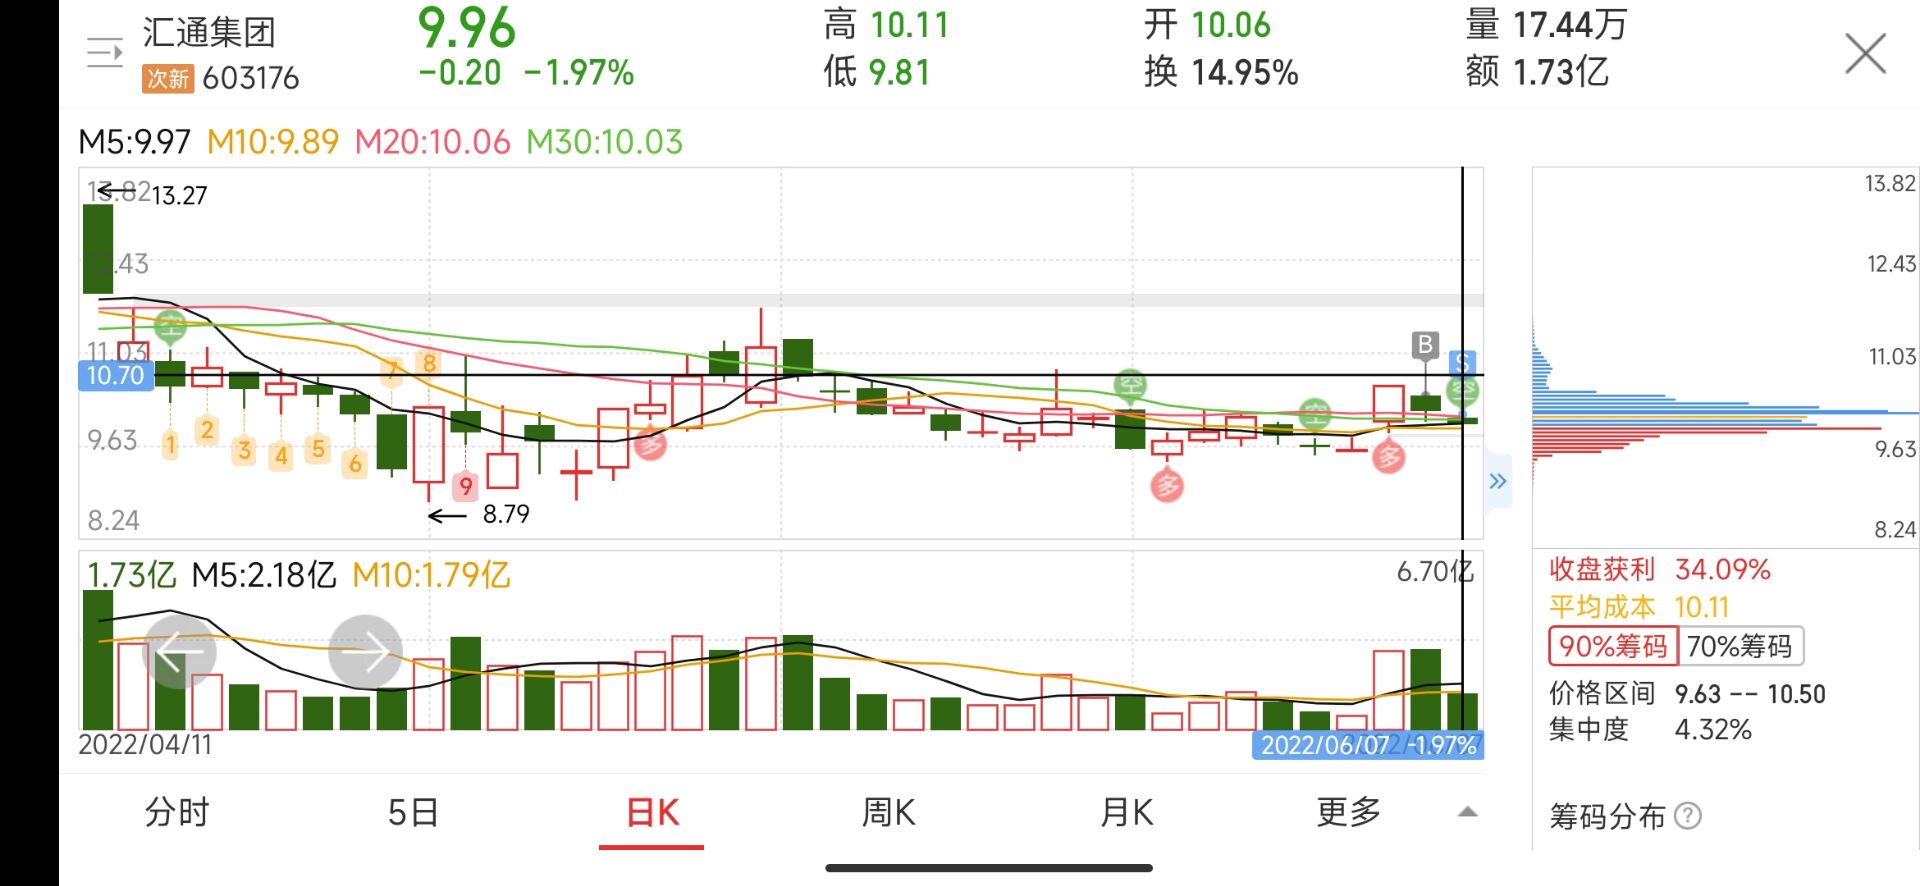 汇通集团
次新 603176
9.96
-0.20 -1.97%
高 10.11
低 9.81
开 10.06
换 14.95%
量 17.44万
额 1.73亿
M5:9.97 M10:9.89 M20:10.06 M30:10.03
13.82 13.27
11.03
10.70
9.63
8.24
空
1
2
3
4
5
6
7
8
9
8.79
多
空
多
空
多
B
S
空
13.82
12.43
11.03
9.63
8.24
1.73亿 M5:2.18亿 M10:1.79亿
6.70亿
2022/04/11
2022/06/07 -1.97%
收盘获利 34.09%
平均成本 10.11
90%筹码 70%筹码
价格区间 9.63 -- 10.50
集中度 4.32%
筹码分布 ?
分时 5日 日K 周K 月K 更多